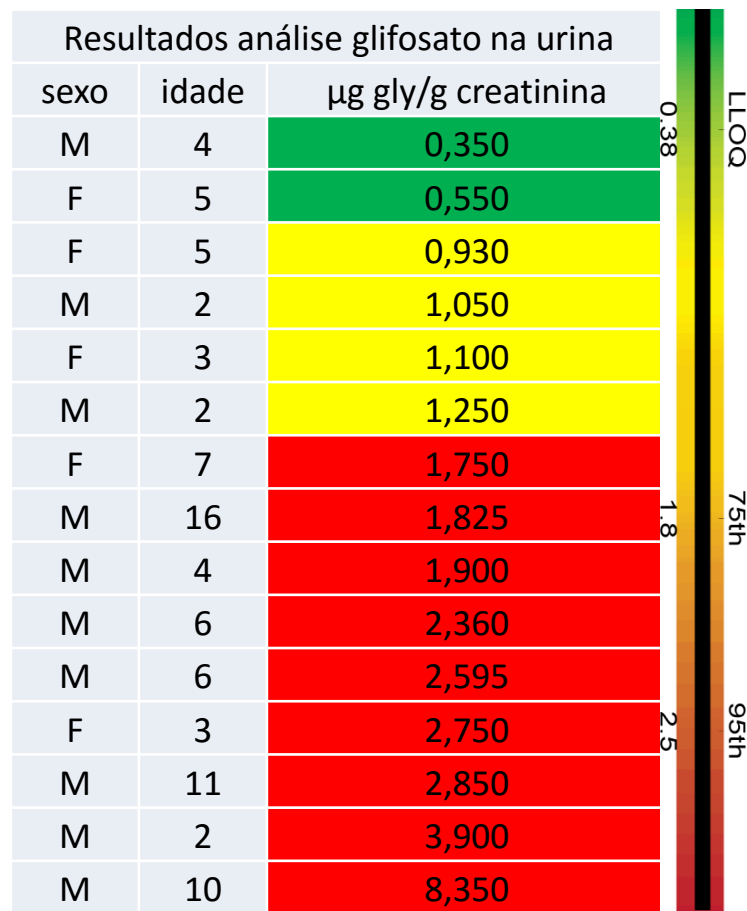 Resultados análise glifosato na urina
sexo idade µg gly/g creatinina
M 4 0,350
F 5 0,550
F 5 0,930
M 2 1,050
F 3 1,100
M 2 1,250
F 7 1,750
M 16 1,825
M 4 1,900
M 6 2,360
M 6 2,595
F 3 2,750
M 11 2,850
M 2 3,900
M 10 8,350
0.38 LLOQ
1.8 75th
2.5 95th